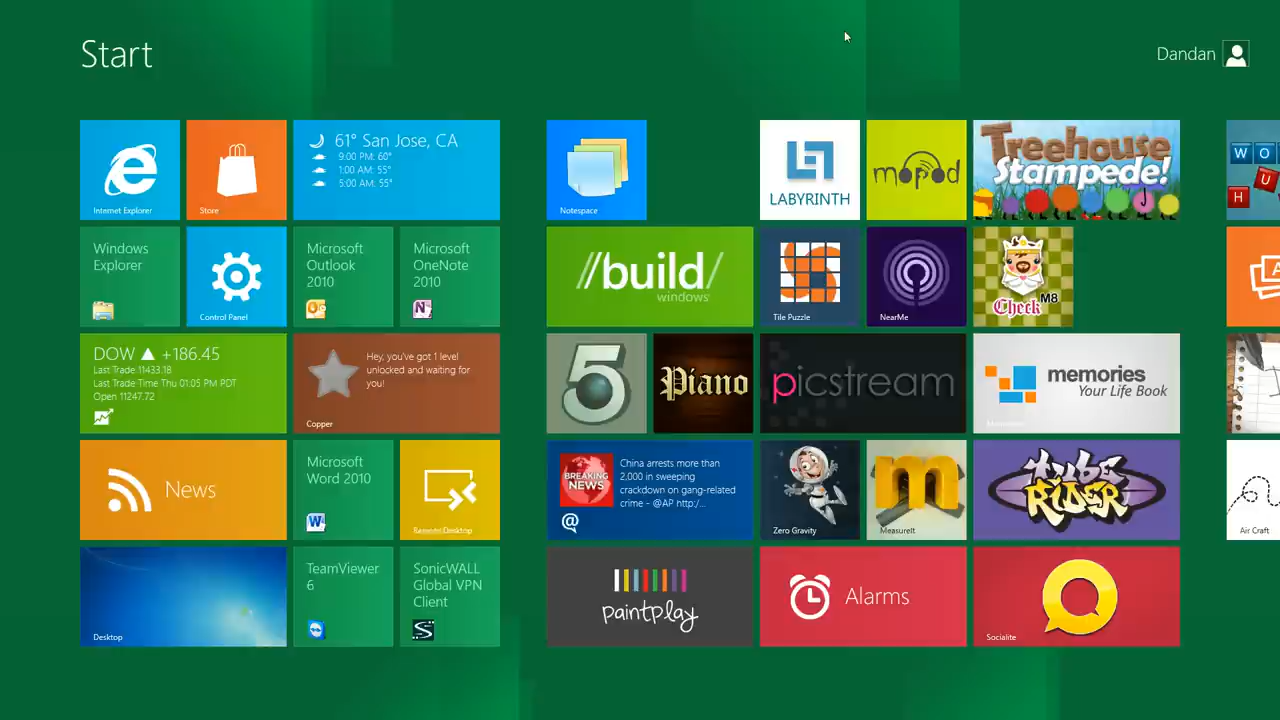 Start
Dandan
Internet Explorer
Store
61° San Jose, CA
9:00 PM: 60°
1:00 AM: 55°
5:00 AM: 55°
Windows
Explorer
Control Panel
Microsoft
Outlook
2010
Microsoft
OneNote
2010
DOW ▲ +186.45
Last Trade 11433.18
Last Trade Time Thu 01:05 PM PDT
Open 11247.72
Hey, you've got 1 level
unlocked and waiting for
you!
Copper
News
Microsoft
Word 2010
Remote Desktop
Desktop
TeamViewer
6
SonicWALL
Global VPN
Client
Notespace
LABYRINTH
mopod
Treehouse
Stampede!
//build/
windows
Tile Puzzle
NearMe
Check M8
5
Piano
picstream
memories
Your Life Book
BREAKING
NEWS
China arrests more than
2,000 in sweeping
crackdown on gang-related
crime - @AP http:/...
@
Zero Gravity
m
MeasureIt
tube
RiDER
paintplay
Alarms
Socialite
W O
U
H
A
Air Craft